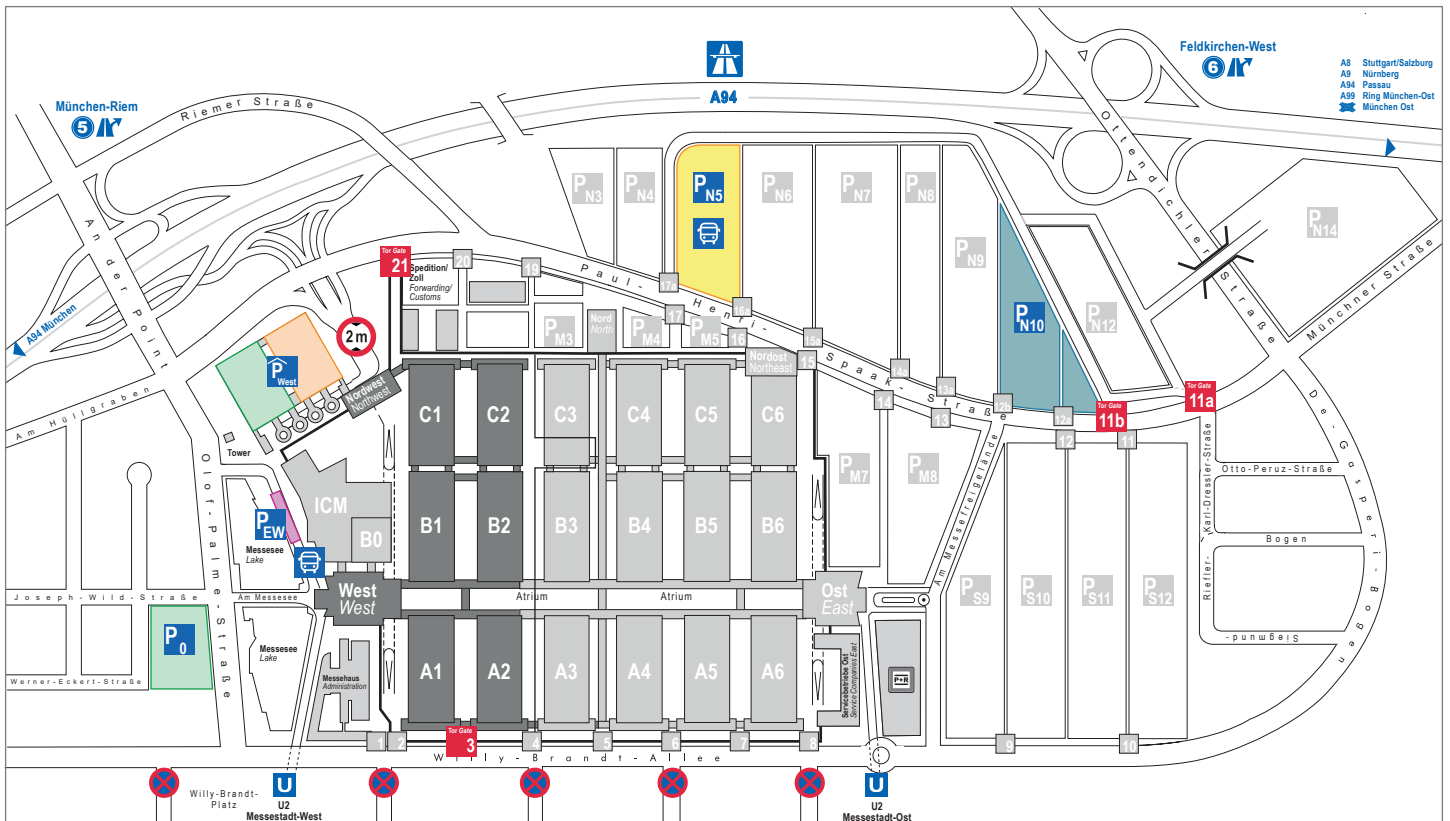 Feldkirchen-West
6
A8 Stuttgart/Salzburg
A9 Nürnberg
A94 Passau
A99 Ring München-Ost
München Ost
A94
München-Riem
5
Riemer Straße
Ottendichler Straße
An der Point
A94 München
P N3
P N4
P N5
P N6
P N7
P N8
P N9
P N10
P N12
P N14
Münchner Straße
Paul-Henri-Spaak-Straße
Tor Gate
21
20
19
17a
17
16a
16
15a
15
14a
14
13a
13
12b
12a
12
Tor Gate
11b
11
Tor Gate
11a
Spedition/
Zoll
Forwarding/
Customs
P M3
Nord
North
P M4
P M5
Nordost
Northeast
2 m
P West
Nordwest
Northwest
Am Hüllgraben
Tower
Olof-Palme-Straße
C1
C2
C3
C4
C5
C6
P M7
P M8
Am Messefreigelände
De-Gasperi-Bogen
Karl-Dressler-Straße
Otto-Peruz-Straße
Bogen
Riefler-
Siegmund-
ICM
B0
B1
B2
B3
B4
B5
B6
P EW
Messesee
Lake
Joseph-Wild-Straße
Am Messesee
West
West
Atrium
Atrium
Ost
East
P S9
P S10
P S11
P S12
P 0
Messesee
Lake
Werner-Eckert-Straße
Messehaus
Administration
A1
A2
A3
A4
A5
A6
Servicebetriebe Ost
Service Companies East
P+R
1
2
Tor Gate
3
4
5
6
7
8
9
10
Willy-Brandt-Allee
Willy-Brandt-
Platz
U
U2
Messestadt-West
U
U2
Messestadt-Ost